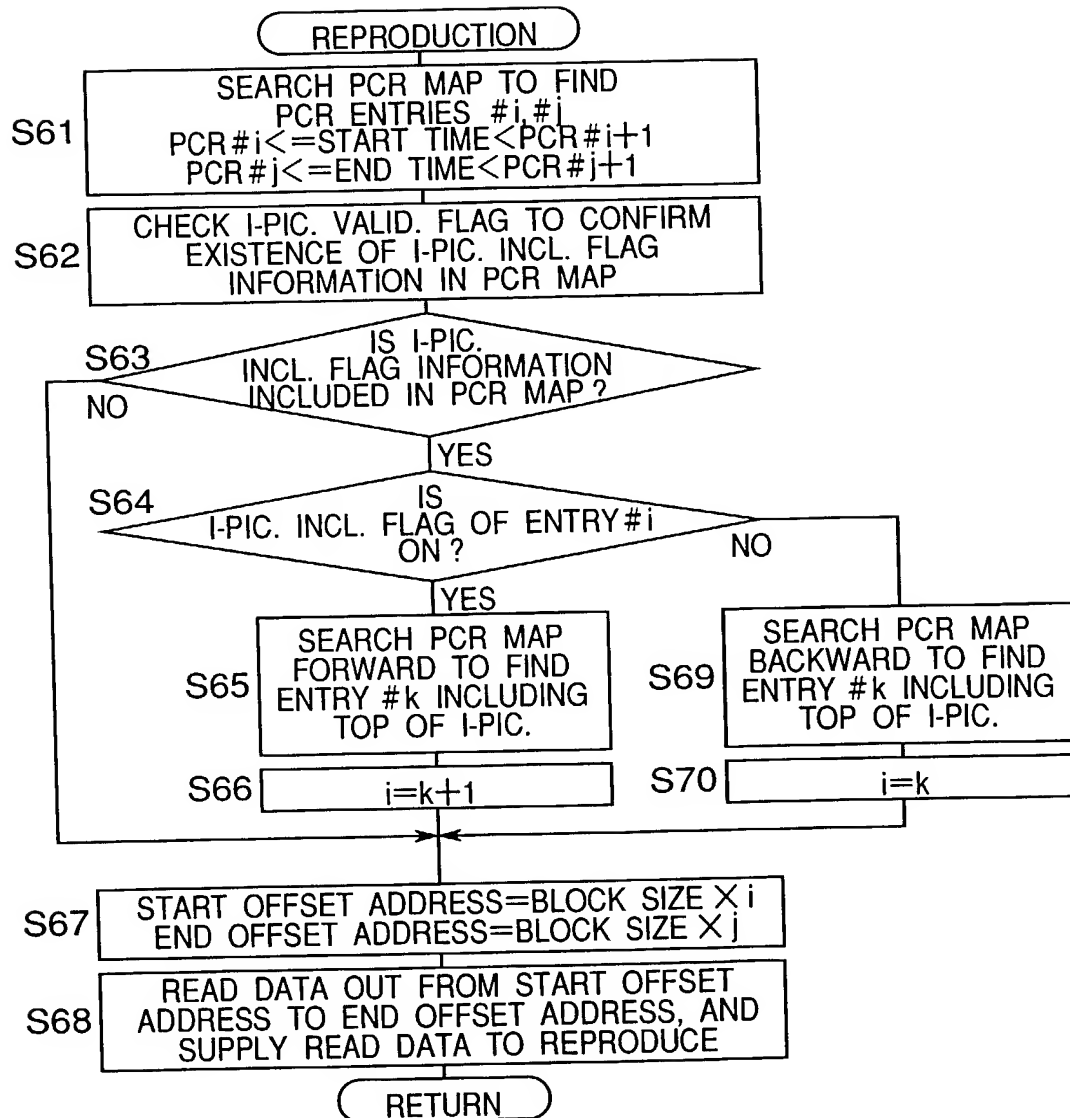 REPRODUCTION
S61
SEARCH PCR MAP TO FIND
PCR ENTRIES #i,#j
PCR#i<=START TIME<PCR#i+1
PCR#j<=END TIME<PCR#j+1
S62
CHECK I-PIC. VALID. FLAG TO CONFIRM
EXISTENCE OF I-PIC. INCL. FLAG
INFORMATION IN PCR MAP
S63
IS I-PIC.
INCL. FLAG INFORMATION
INCLUDED IN PCR MAP?
NO
YES
S64
IS
I-PIC. INCL. FLAG OF ENTRY#i
ON?
NO
YES
S65
SEARCH PCR MAP
FORWARD TO FIND
ENTRY #k INCLUDING
TOP OF I-PIC.
S69
SEARCH PCR MAP
BACKWARD TO FIND
ENTRY #k INCLUDING
TOP OF I-PIC.
S66
i=k+1
S70
i=k
S67
START OFFSET ADDRESS=BLOCK SIZE×i
END OFFSET ADDRESS=BLOCK SIZE×j
S68
READ DATA OUT FROM START OFFSET
ADDRESS TO END OFFSET ADDRESS, AND
SUPPLY READ DATA TO REPRODUCE
RETURN